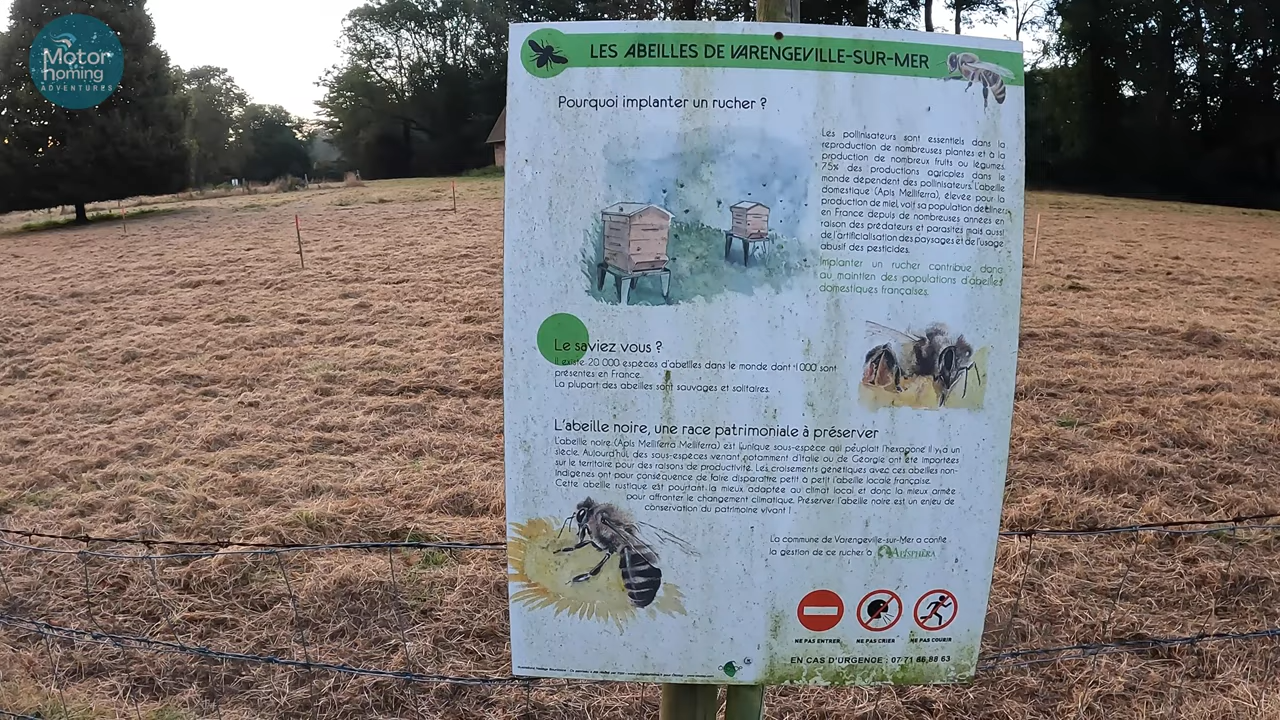 Motor
homing
ADVENTURES
LES ABEILLES DE VARENGEVILLE-SUR-MER
Pourquoi implanter un rucher ?
Les pollinisateurs sont essentiels dans la
reproduction de nombreuses plantes et à la
production de nombreux fruits ou légumes.
75% des productions agricoles dans le
monde dépendent des pollinisateurs. L'abeille
domestique (Apis Melliferra), élevée pour la
production de miel, voit sa population décliner
en France depuis de nombreuses années en
raison des prédateurs et parasites mais aussi
de l'artificialisation des paysages et de l'usage
abusif des pesticides.
Implanter un rucher contribue donc
au maintien des populations d'abeilles
domestiques françaises.
Le saviez vous ?
Il existe 20 000 espèces d'abeilles dans le monde dont 1000 sont
présentes en France.
La plupart des abeilles sont sauvages et solitaires.
L'abeille noire, une race patrimoniale à préserver
L'abeille noire (Apis Melliferra Melliferra) est l'unique sous-espèce qui peuplait l'hexagone il y a un
siècle. Aujourd'hui, des sous-espèces venant notamment d'Italie ou de Géorgie ont été importées
sur le territoire pour des raisons de productivité. Les croisements génétiques avec ces abeilles non-
indigènes ont pour conséquence de faire disparaître petit à petit l'abeille locale française.
Cette abeille rustique est pourtant la mieux adaptée au climat local et donc la mieux armée
pour affronter le changement climatique. Préserver l'abeille noire est un enjeu de
conservation du patrimoine vivant !
La commune de Varengeville-sur-Mer a confié
la gestion de ce rucher à
NE PAS ENTRER
NE PAS CRIER
NE PAS COURIR
EN CAS D'URGENCE : 07 71 66 88 63